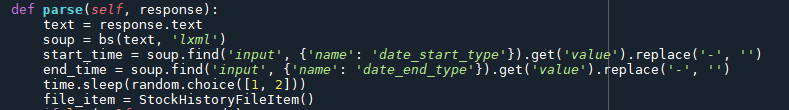 def parse(self, response):
text = response.text
soup = bs(text, 'lxml')
start_time = soup.find('input', {'name': 'date_start_type'}).get('value').replace('-', '')
end_time = soup.find('input', {'name': 'date_end_type'}).get('value').replace('-', '')
time.sleep(random.choice([1, 2]))
file_item = StockHistoryFileItem()